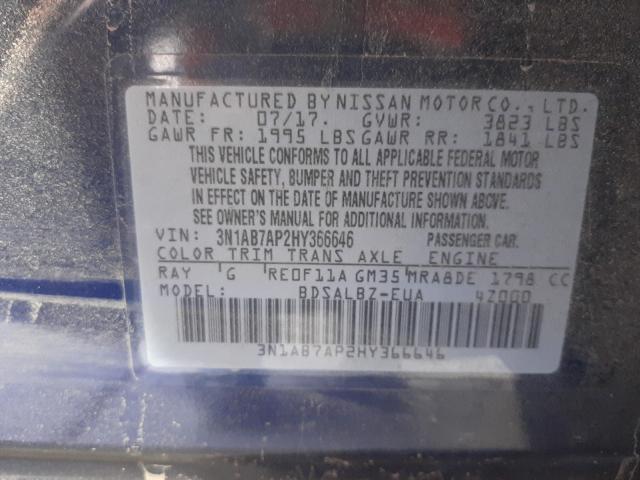 MANUFACTURED BY NISSAN MOTOR CO., LTD.
DATE: 07/17. GVWR: 3823 LBS
GAWR FR: 1995 LBS GAWR RR: 1841 LBS
THIS VEHICLE CONFORMS TO ALL APPLICABLE FEDERAL MOTOR
VEHICLE SAFETY, BUMPER AND THEFT PREVENTION STANDARDS
IN EFFECT ON THE DATE OF MANUFACTURE SHOWN ABOVE.
SEE OWNER'S MANUAL FOR ADDITIONAL INFORMATION.
VIN: 3N1AB7AP2HY366646 PASSENGER CAR.
COLOR TRIM TRANS AXLE ENGINE
RAY G RE0F11A GM35 MRA8DE 1798 CC
MODEL: BDSALBZ-EUA 4Z000
3N1AB7AP2HY366646